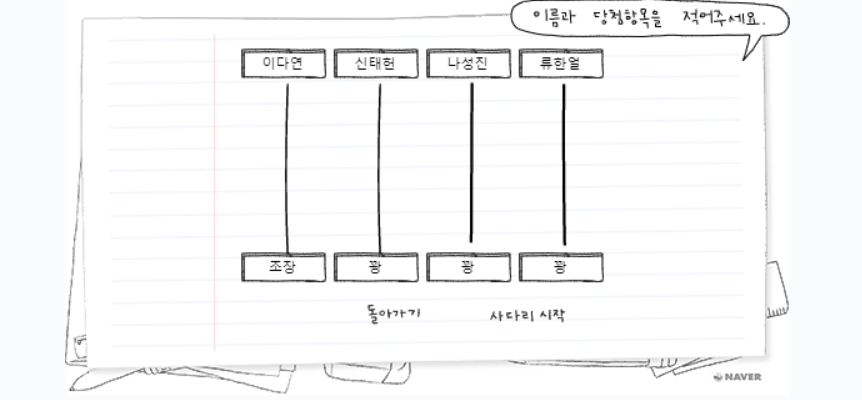 이름과 당첨항목을 적어주세요.
이다연 신태헌 나성진 류한얼
조장 꽝 꽝 꽝
돌아가기 사다리 시작
NAVER